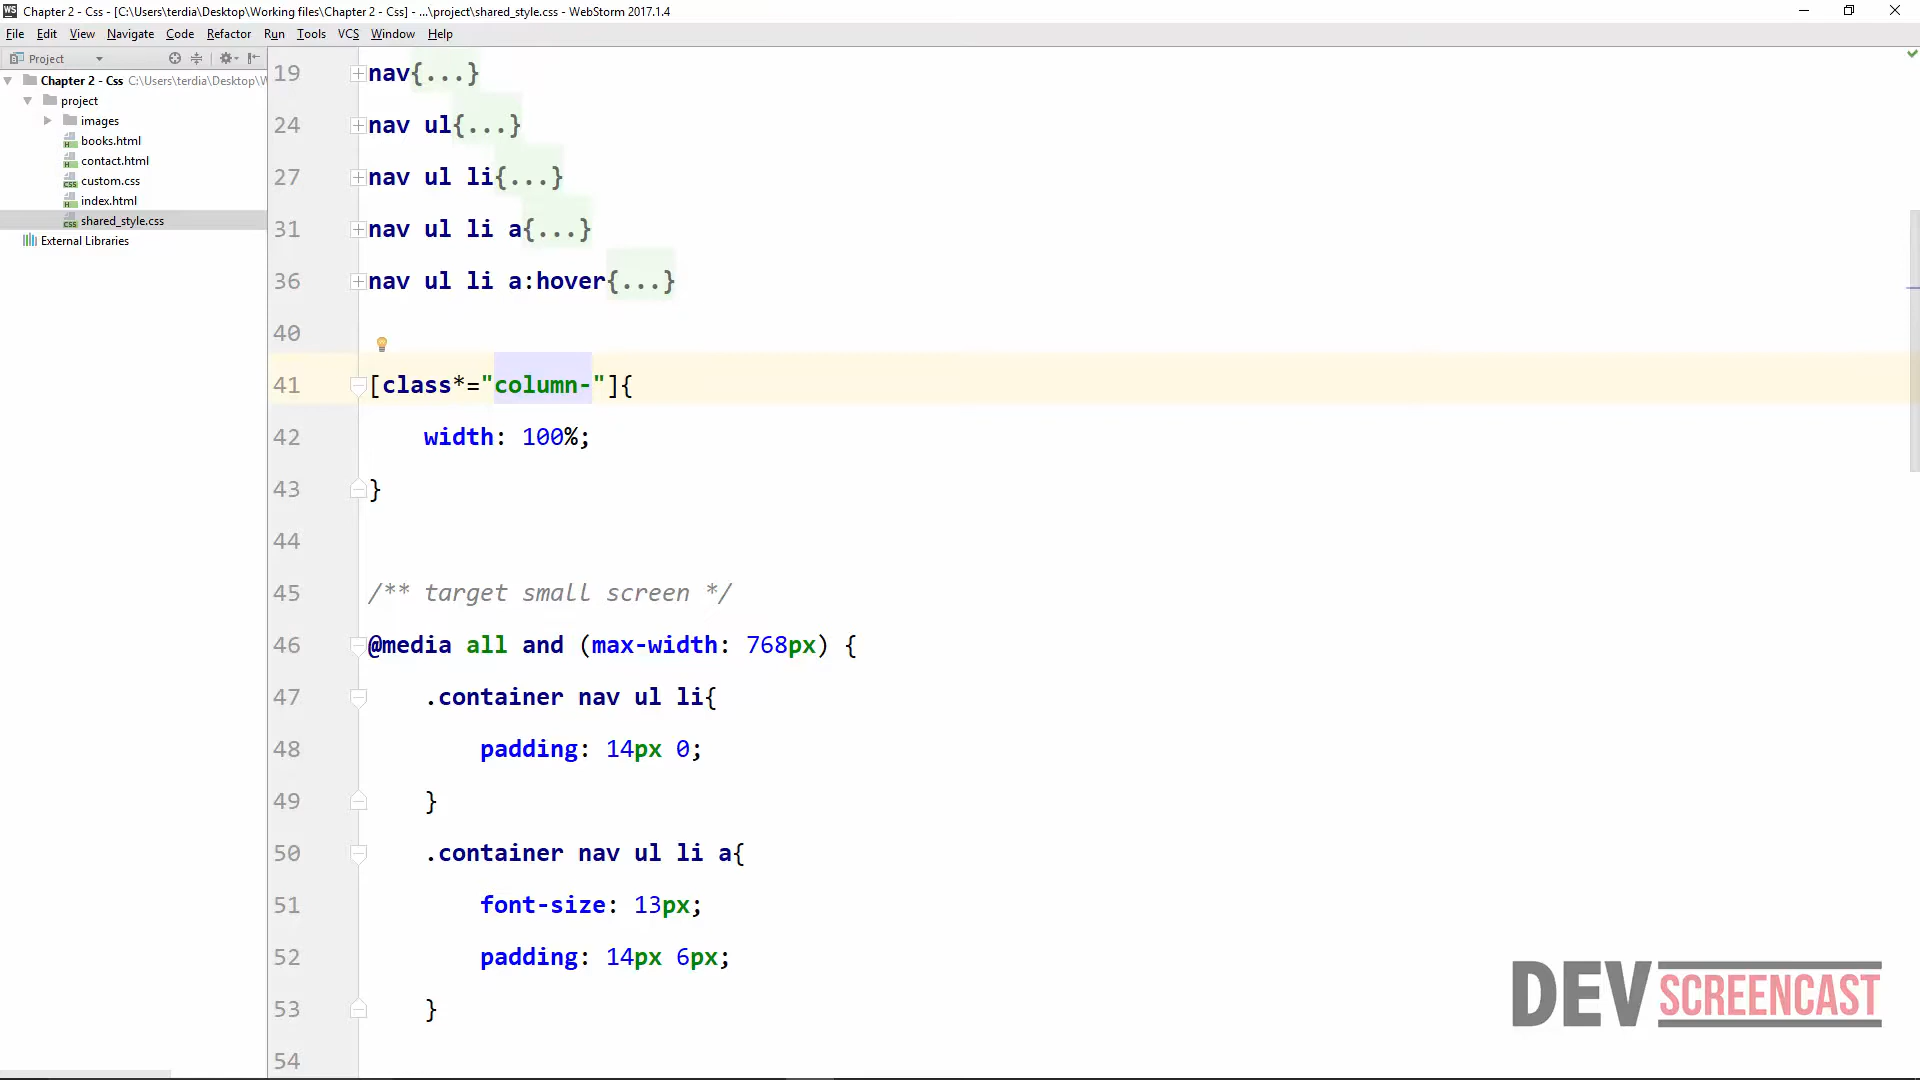 WS Chapter 2 - Css - [C:\Users\terdia\Desktop\Working files\Chapter 2 - Css] - ...\project\shared_style.css - WebStorm 2017.1.4
File Edit View Navigate Code Refactor Run Tools VCS Window Help
Project
Chapter 2 - Css C:\Users\terdia\Desktop\W
project
images
books.html
contact.html
custom.css
index.html
shared_style.css
External Libraries
19 nav{...}
24 nav ul{...}
27 nav ul li{...}
31 nav ul li a{...}
36 nav ul li a:hover{...}
40
41 [class*="column-"]{
42 width: 100%;
43 }
44
45 /** target small screen */
46 @media all and (max-width: 768px) {
47 .container nav ul li{
48 padding: 14px 0;
49 }
50 .container nav ul li a{
51 font-size: 13px;
52 padding: 14px 6px;
53 }
54
DEVSCREENCAST